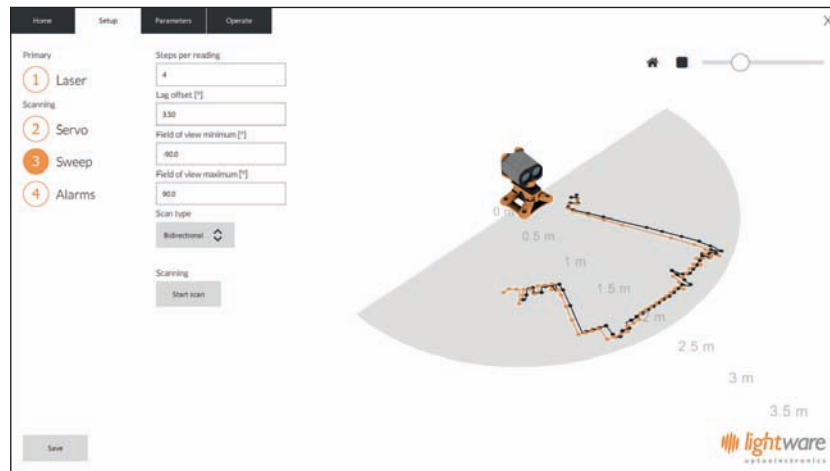 Home Setup Parameters Operate X
Primary
1 Laser
Scanning
2 Servo
3 Sweep
4 Alarms
Steps per reading
4
Lag offset [°]
33.0
Field of view minimum [°]
-90.0
Field of view maximum [°]
90.0
Scan type
Bidirectional
Scanning
Start scan
0 m
0.5 m
1 m
1.5 m
2 m
2.5 m
3 m
3.5 m
Save
lightware
optoelectronics